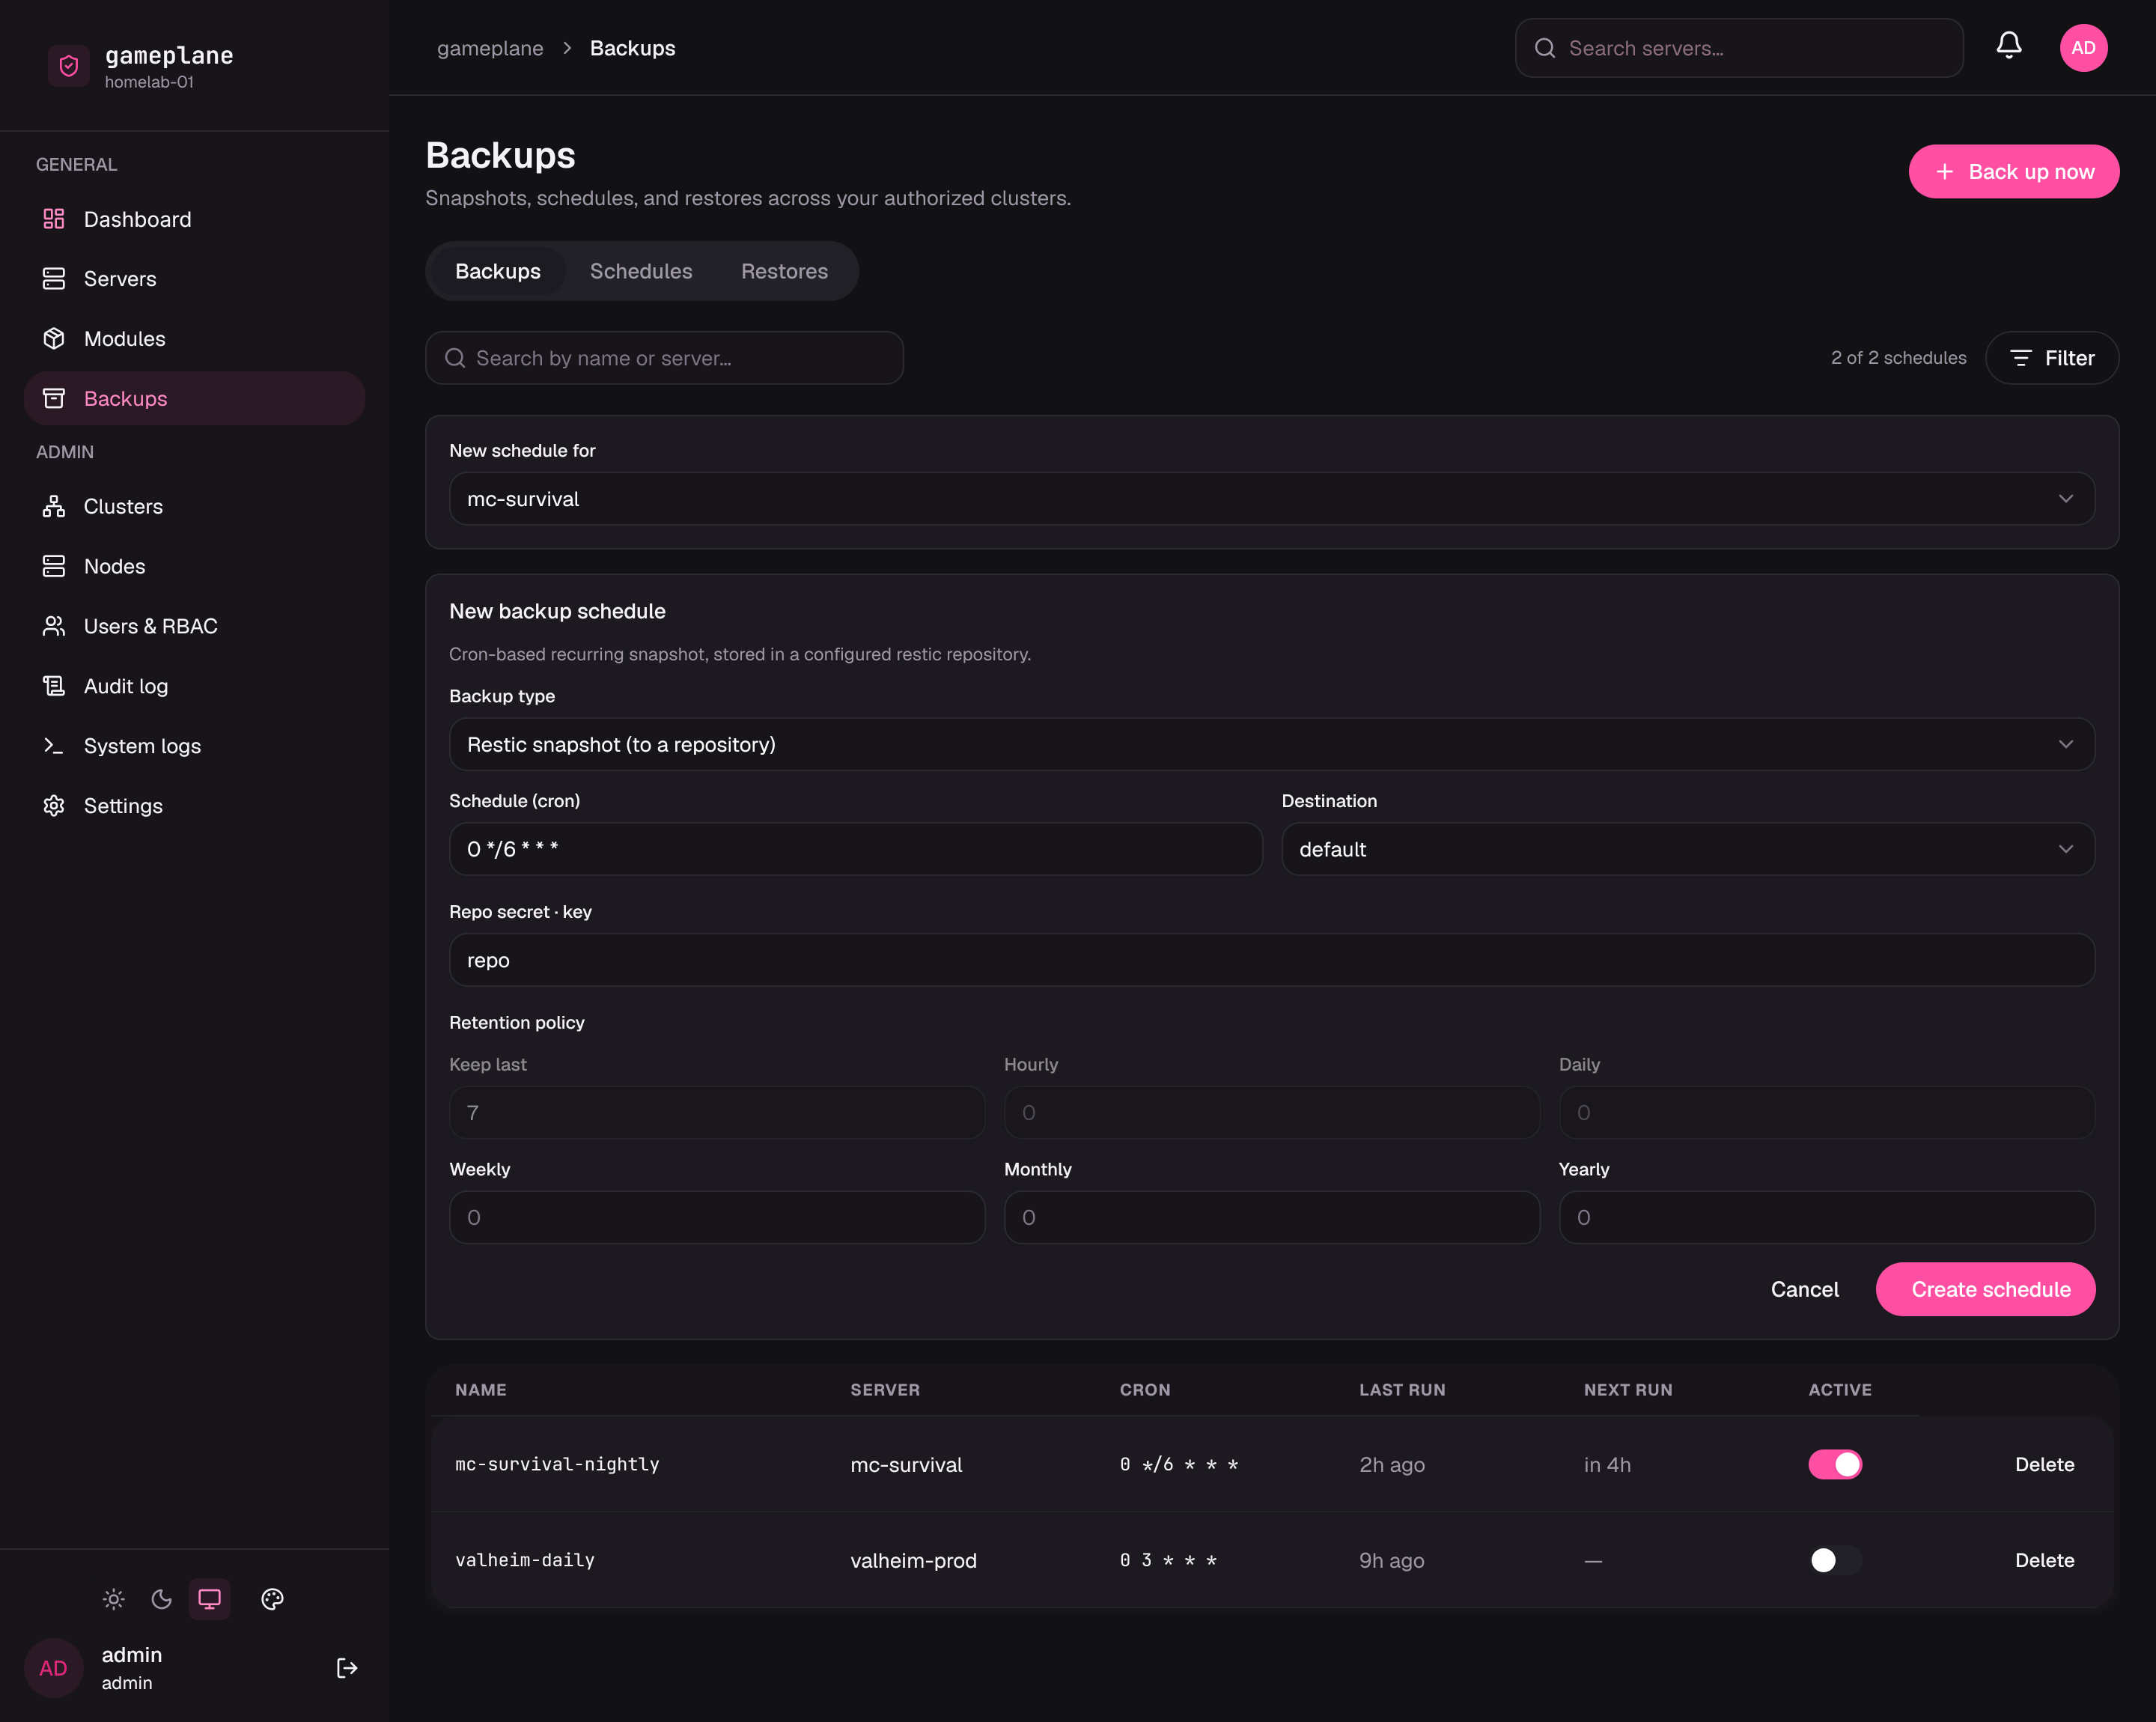 gameplane
homelab-01
GENERAL
Dashboard
Servers
Modules
Backups
ADMIN
Clusters
Nodes
Users & RBAC
Audit log
System logs
Settings
AD
admin
admin
gameplane > Backups
Search servers...
AD
Backups
Snapshots, schedules, and restores across your authorized clusters.
+ Back up now
Backups Schedules Restores
Search by name or server...
2 of 2 schedules
Filter
New schedule for
mc-survival
New backup schedule
Cron-based recurring snapshot, stored in a configured restic repository.
Backup type
Restic snapshot (to a repository)
Schedule (cron) Destination
0 */6 * * * default
Repo secret · key
repo
Retention policy
Keep last Hourly Daily
7 0 0
Weekly Monthly Yearly
0 0 0
Cancel Create schedule
NAME SERVER CRON LAST RUN NEXT RUN ACTIVE
mc-survival-nightly mc-survival 0 */6 * * * 2h ago in 4h Delete
valheim-daily valheim-prod 0 3 * * * 9h ago — Delete